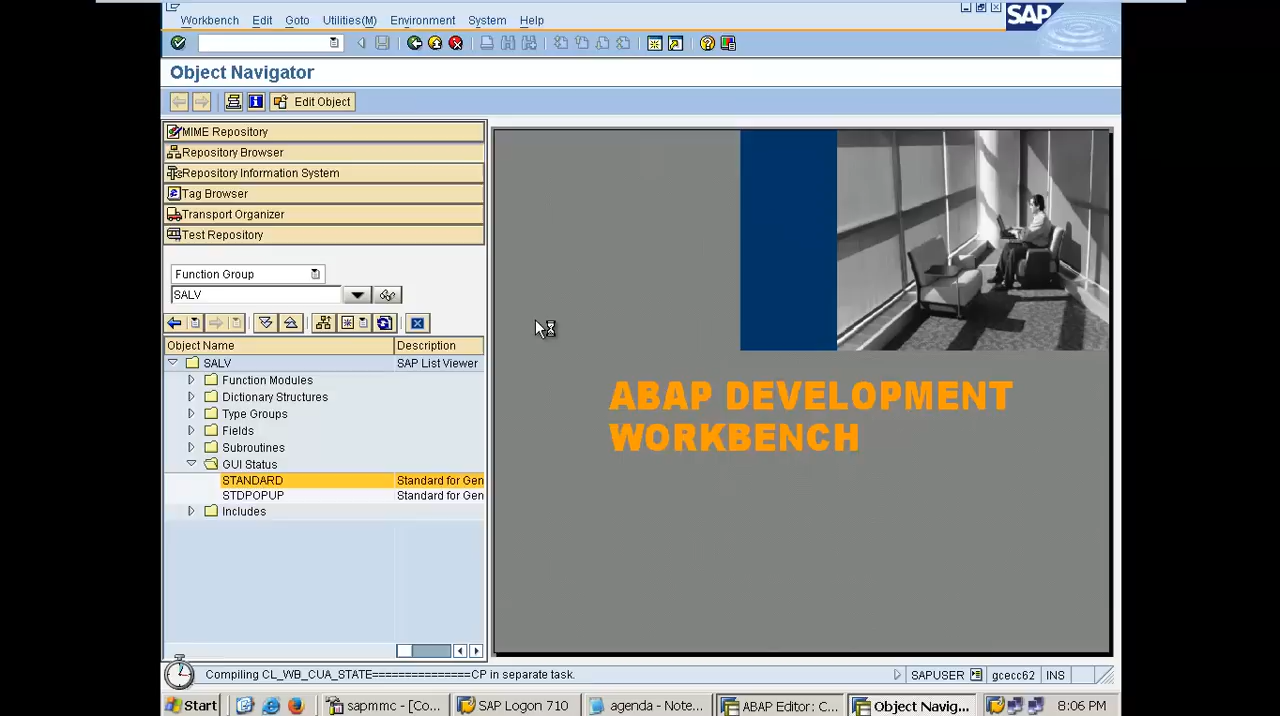 Workbench Edit Goto Utilities(M) Environment System Help
SAP
Object Navigator
Edit Object
MIME Repository
Repository Browser
Repository Information System
Tag Browser
Transport Organizer
Test Repository
Function Group
SALV
Object Name Description
SALV SAP List Viewer
Function Modules
Dictionary Structures
Type Groups
Fields
Subroutines
GUI Status
STANDARD Standard for Gen
STDPOPUP Standard for Gen
Includes
ABAP DEVELOPMENT
WORKBENCH
Compiling CL_WB_CUA_STATE===============CP in separate task.
SAPUSER gcecc62 INS
Start sapmmc - [Co... SAP Logon 710 agenda - Note... ABAP Editor: C... Object Navig... 8:06 PM